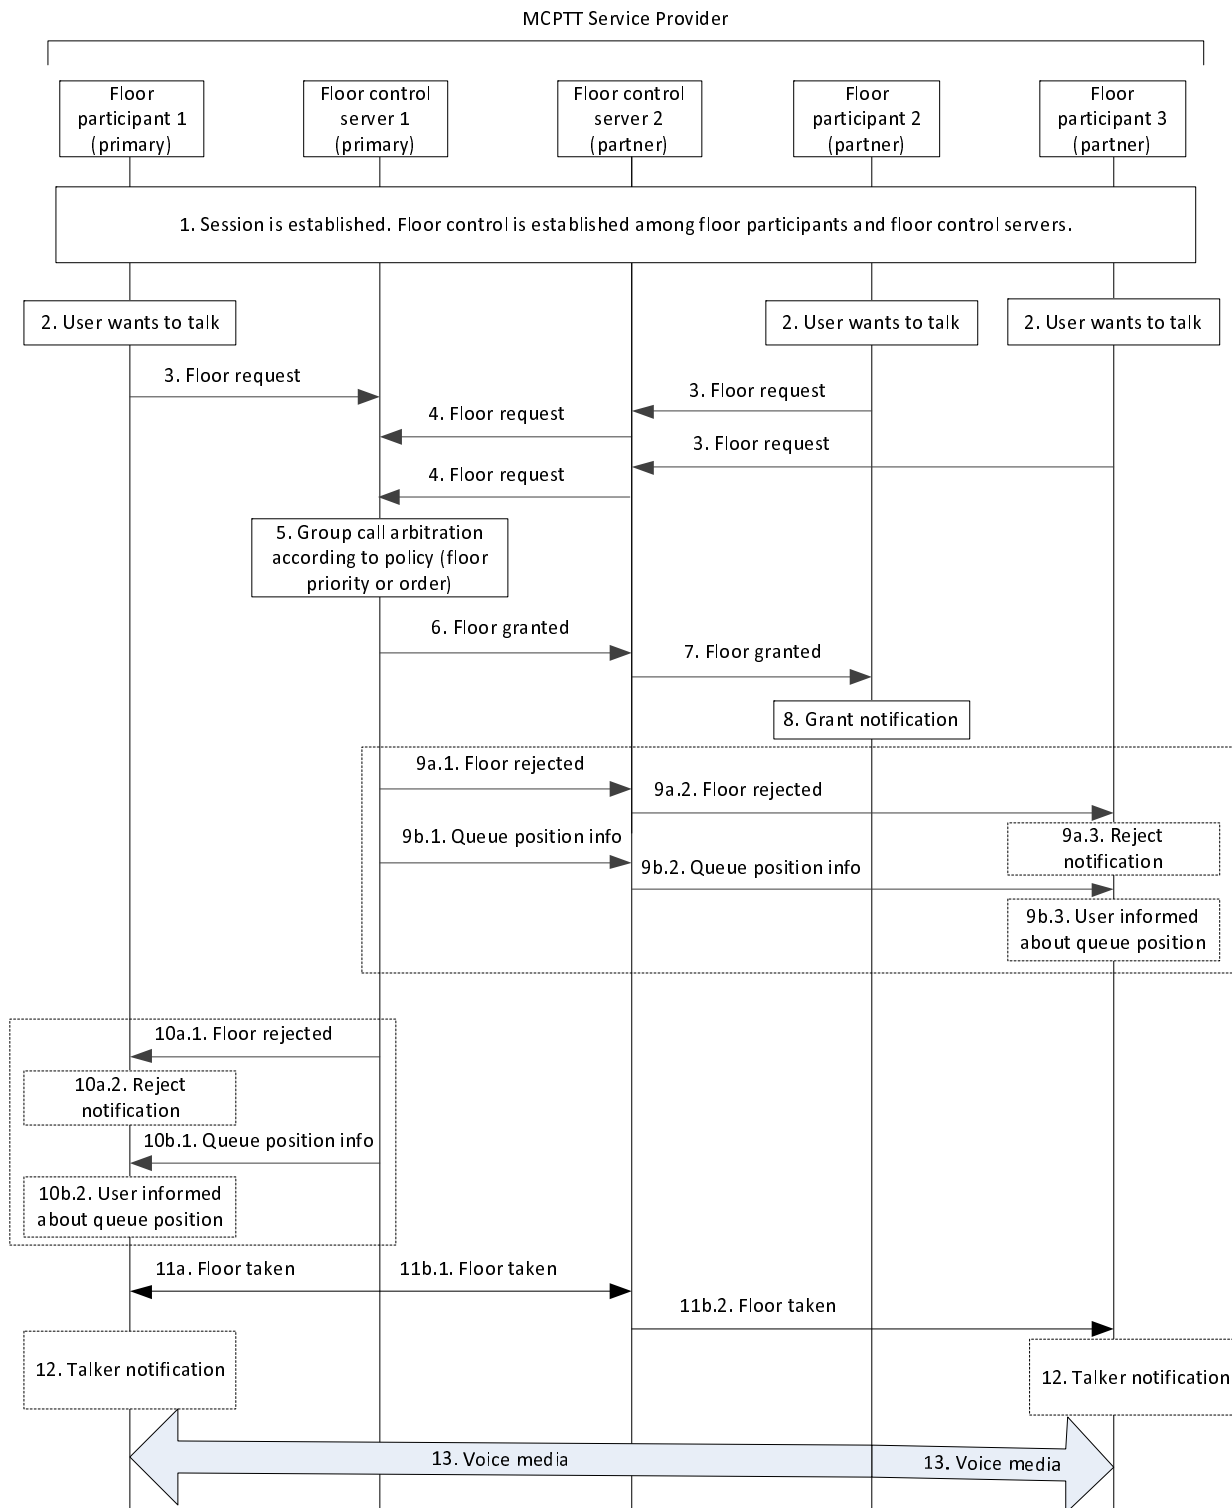 MCPTT Service Provider
Floor
participant 1
(primary)
Floor control
server 1
(primary)
Floor control
server 2
(partner)
Floor
participant 2
(partner)
Floor
participant 3
(partner)
1. Session is established. Floor control is established among floor participants and floor control servers.
2. User wants to talk
2. User wants to talk
2. User wants to talk
3. Floor request
3. Floor request
4. Floor request
3. Floor request
4. Floor request
5. Group call arbitration
according to policy (floor
priority or order)
6. Floor granted
7. Floor granted
8. Grant notification
9a.1. Floor rejected
9a.2. Floor rejected
9a.3. Reject
notification
9b.1. Queue position info
9b.2. Queue position info
9b.3. User informed
about queue position
10a.1. Floor rejected
10a.2. Reject
notification
10b.1. Queue position info
10b.2. User informed
about queue position
11a. Floor taken
11b.1. Floor taken
11b.2. Floor taken
12. Talker notification
12. Talker notification
13. Voice media
13. Voice media